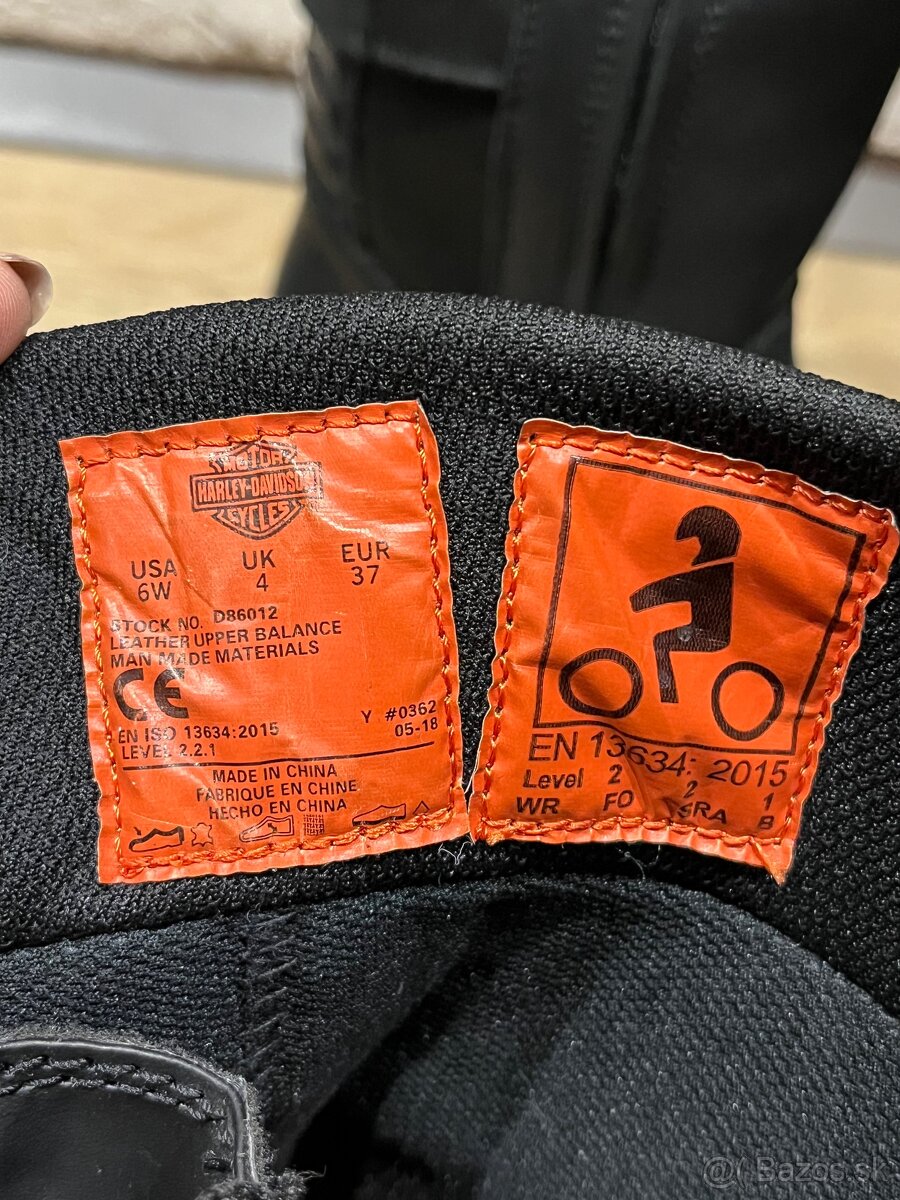 MOTOR
HARLEY-DAVIDSON
CYCLES
USA UK EUR
6W 4 37
STOCK NO. D86012
LEATHER UPPER BALANCE
MAN MADE MATERIALS
CE
EN ISO 13634:2015 Y #0362
LEVEL 2.2.1 05-18
MADE IN CHINA
FABRIQUE EN CHINE
HECHO EN CHINA
EN 13634: 2015
Level 2 2 1
WR FO SRA B
Bazos.sk